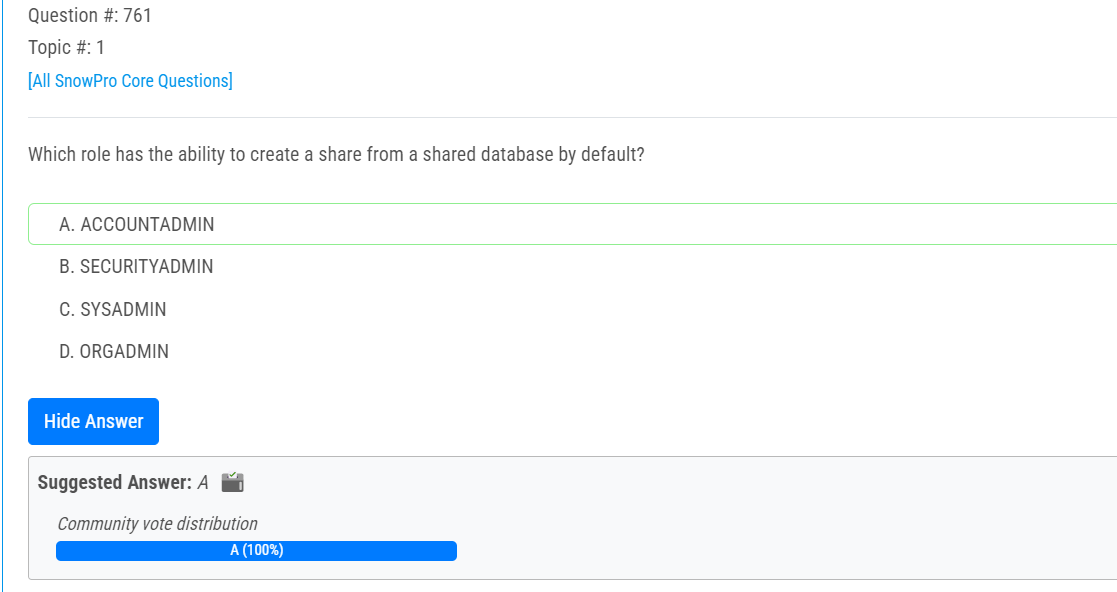 Question #: 761
Topic #: 1
[All SnowPro Core Questions]
Which role has the ability to create a share from a shared database by default?
A. ACCOUNTADMIN
B. SECURITYADMIN
C. SYSADMIN
D. ORGADMIN
Hide Answer
Suggested Answer: A
Community vote distribution
A (100%)